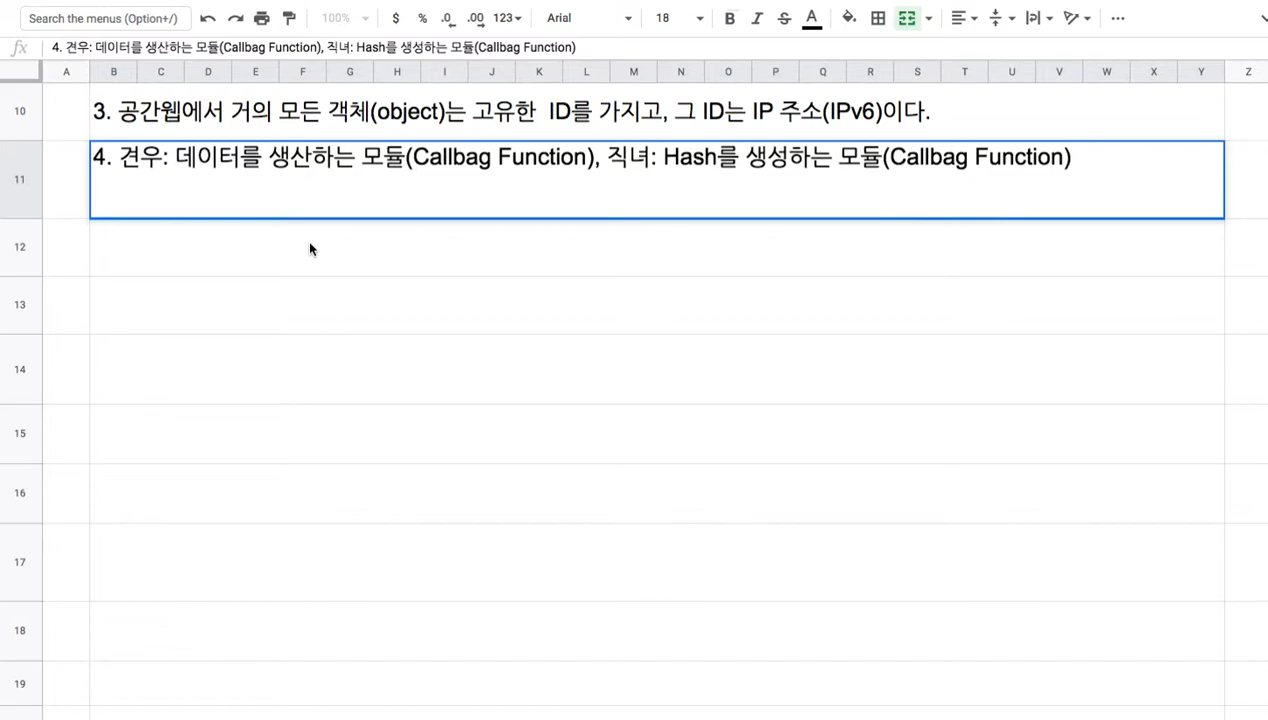 Search the menus (Option+/)
100%
$ % .0 .00 123
Arial
18
B I S A
fx 4. 견우: 데이터를 생산하는 모듈(Callbag Function), 직녀: Hash를 생성하는 모듈(Callbag Function)
A B C D E F G H I J K L M N O P Q R S T U V W X Y Z
10 3. 공간웹에서 거의 모든 객체(object)는 고유한 ID를 가지고, 그 ID는 IP 주소(IPv6)이다.
11 4. 견우: 데이터를 생산하는 모듈(Callbag Function), 직녀: Hash를 생성하는 모듈(Callbag Function)
12
13
14
15
16
17
18
19